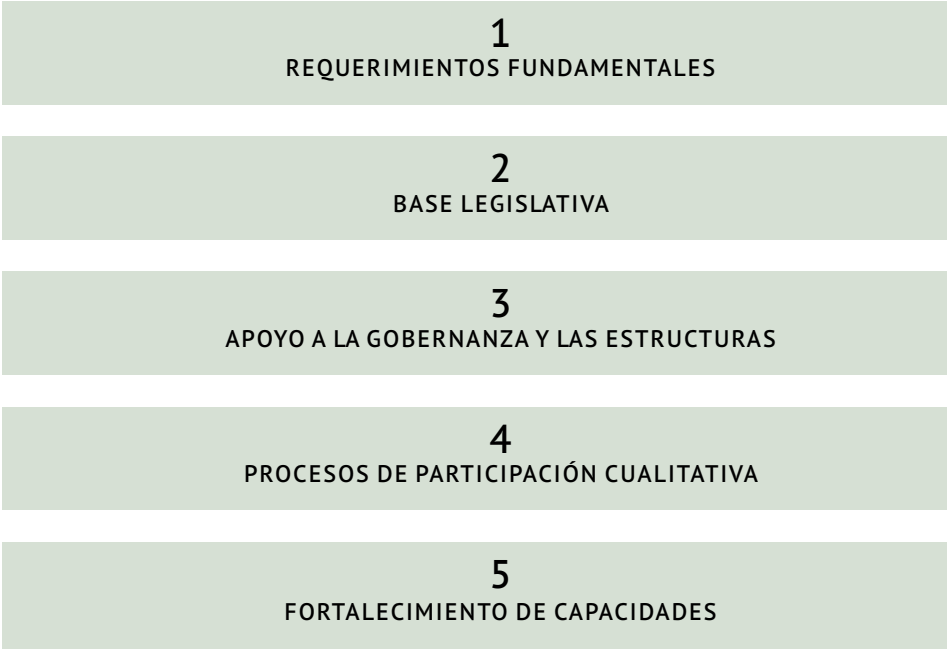 1
REQUERIMIENTOS FUNDAMENTALES
2
BASE LEGISLATIVA
3
APOYO A LA GOBERNANZA Y LAS ESTRUCTURAS
4
PROCESOS DE PARTICIPACIÓN CUALITATIVA
5
FORTALECIMIENTO DE CAPACIDADES